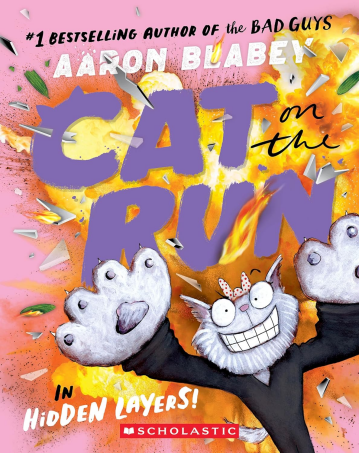 #1 BESTSELLING AUTHOR OF the BAD GUYS
AARON BLABEY
CAT on the
RUN
IN
HIDDEN LAYERS!
SCHOLASTIC